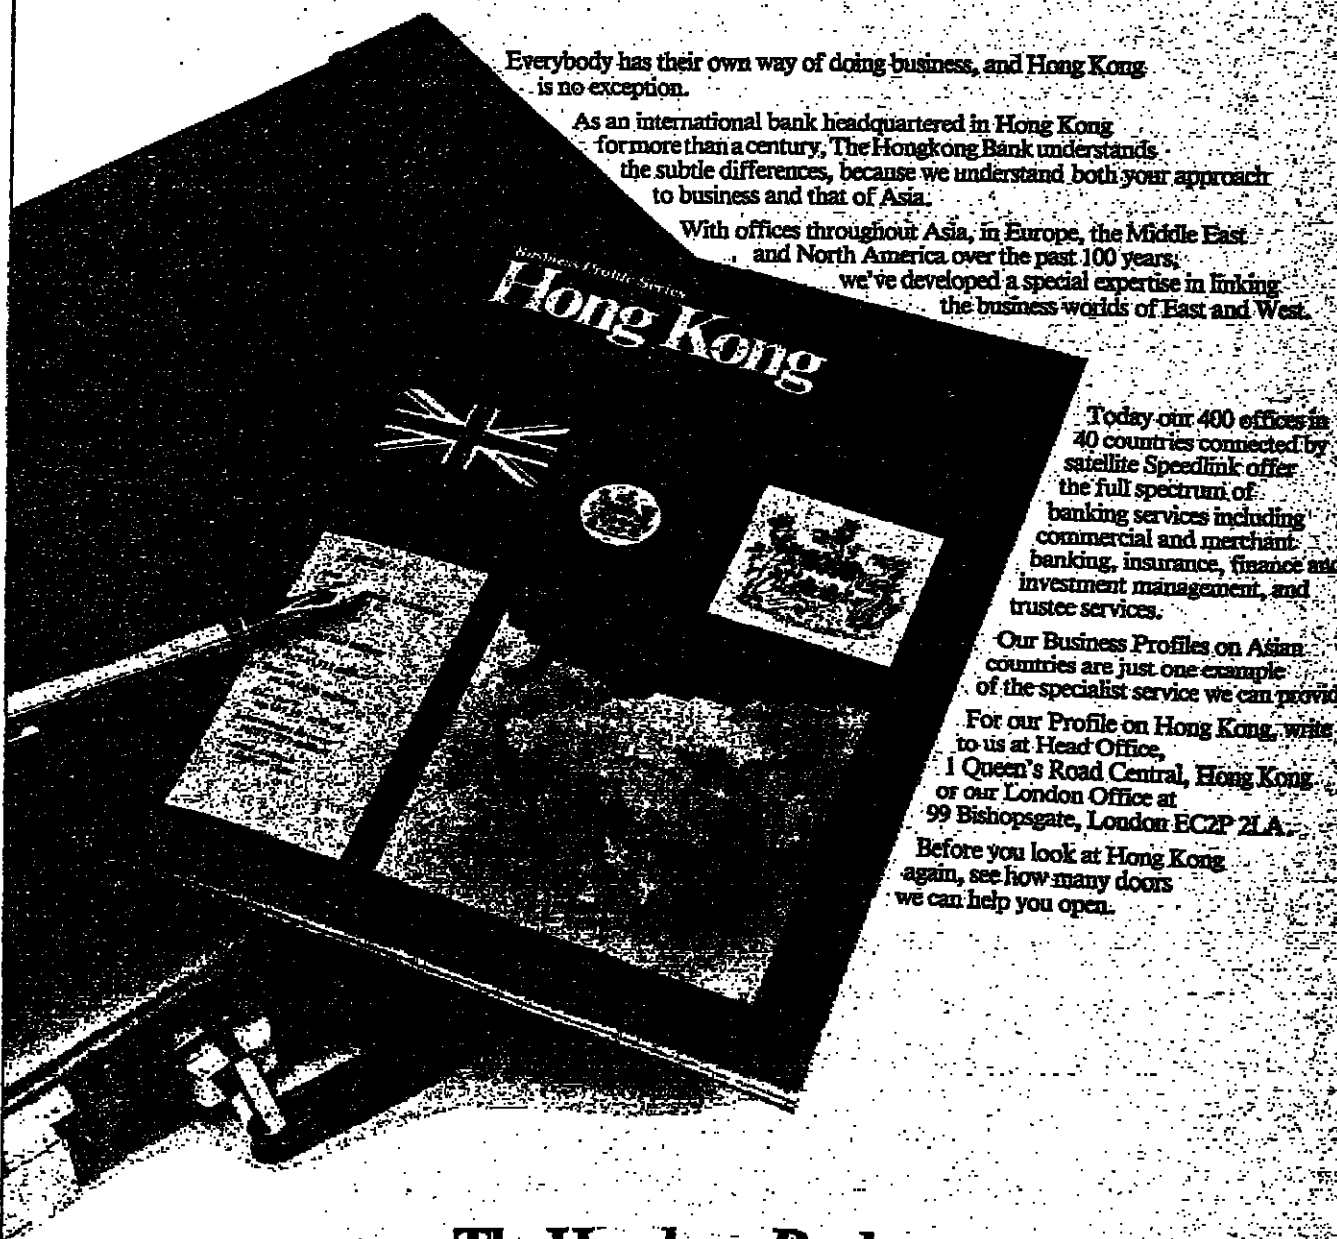 Everybody has their own way of doing business, and Hong Kong
is no exception.
As an international bank headquartered in Hong Kong
for more than a century, The Hongkong Bank understands
the subtle differences, because we understand both your approach
to business and that of Asia.
With offices throughout Asia, in Europe, the Middle East
and North America over the past 100 years,
we've developed a special expertise in linking
the business worlds of East and West.
Business Profile Series
Hong Kong
Today our 400 offices in
40 countries connected by
satellite Speedlink offer
the full spectrum of
banking services including
commercial and merchant
banking, insurance, finance and
investment management, and
trustee services.
Our Business Profiles on Asian
countries are just one example
of the specialist service we can provid
For our Profile on Hong Kong, write
to us at Head Office,
1 Queen's Road Central, Hong Kong
or our London Office at
99 Bishopsgate, London EC2P 2LA.
Before you look at Hong Kong
again, see how many doors
we can help you open.